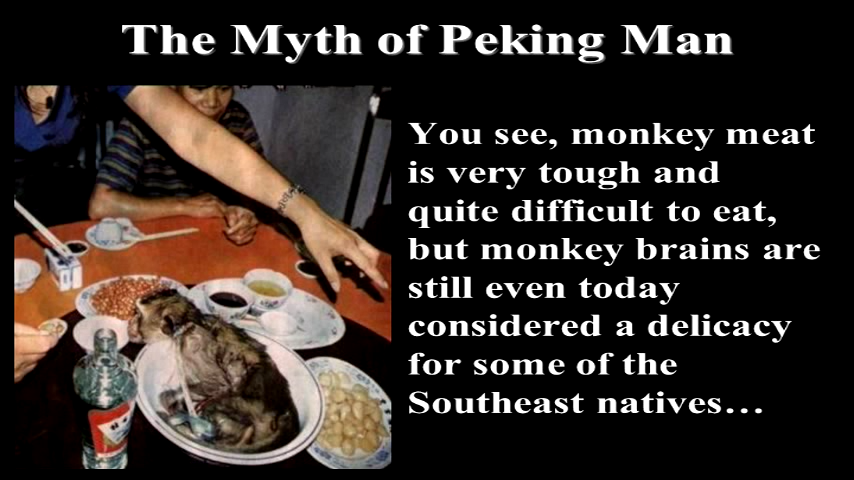 The Myth of Peking Man
You see, monkey meat
is very tough and
quite difficult to eat,
but monkey brains are
still even today
considered a delicacy
for some of the
Southeast natives…